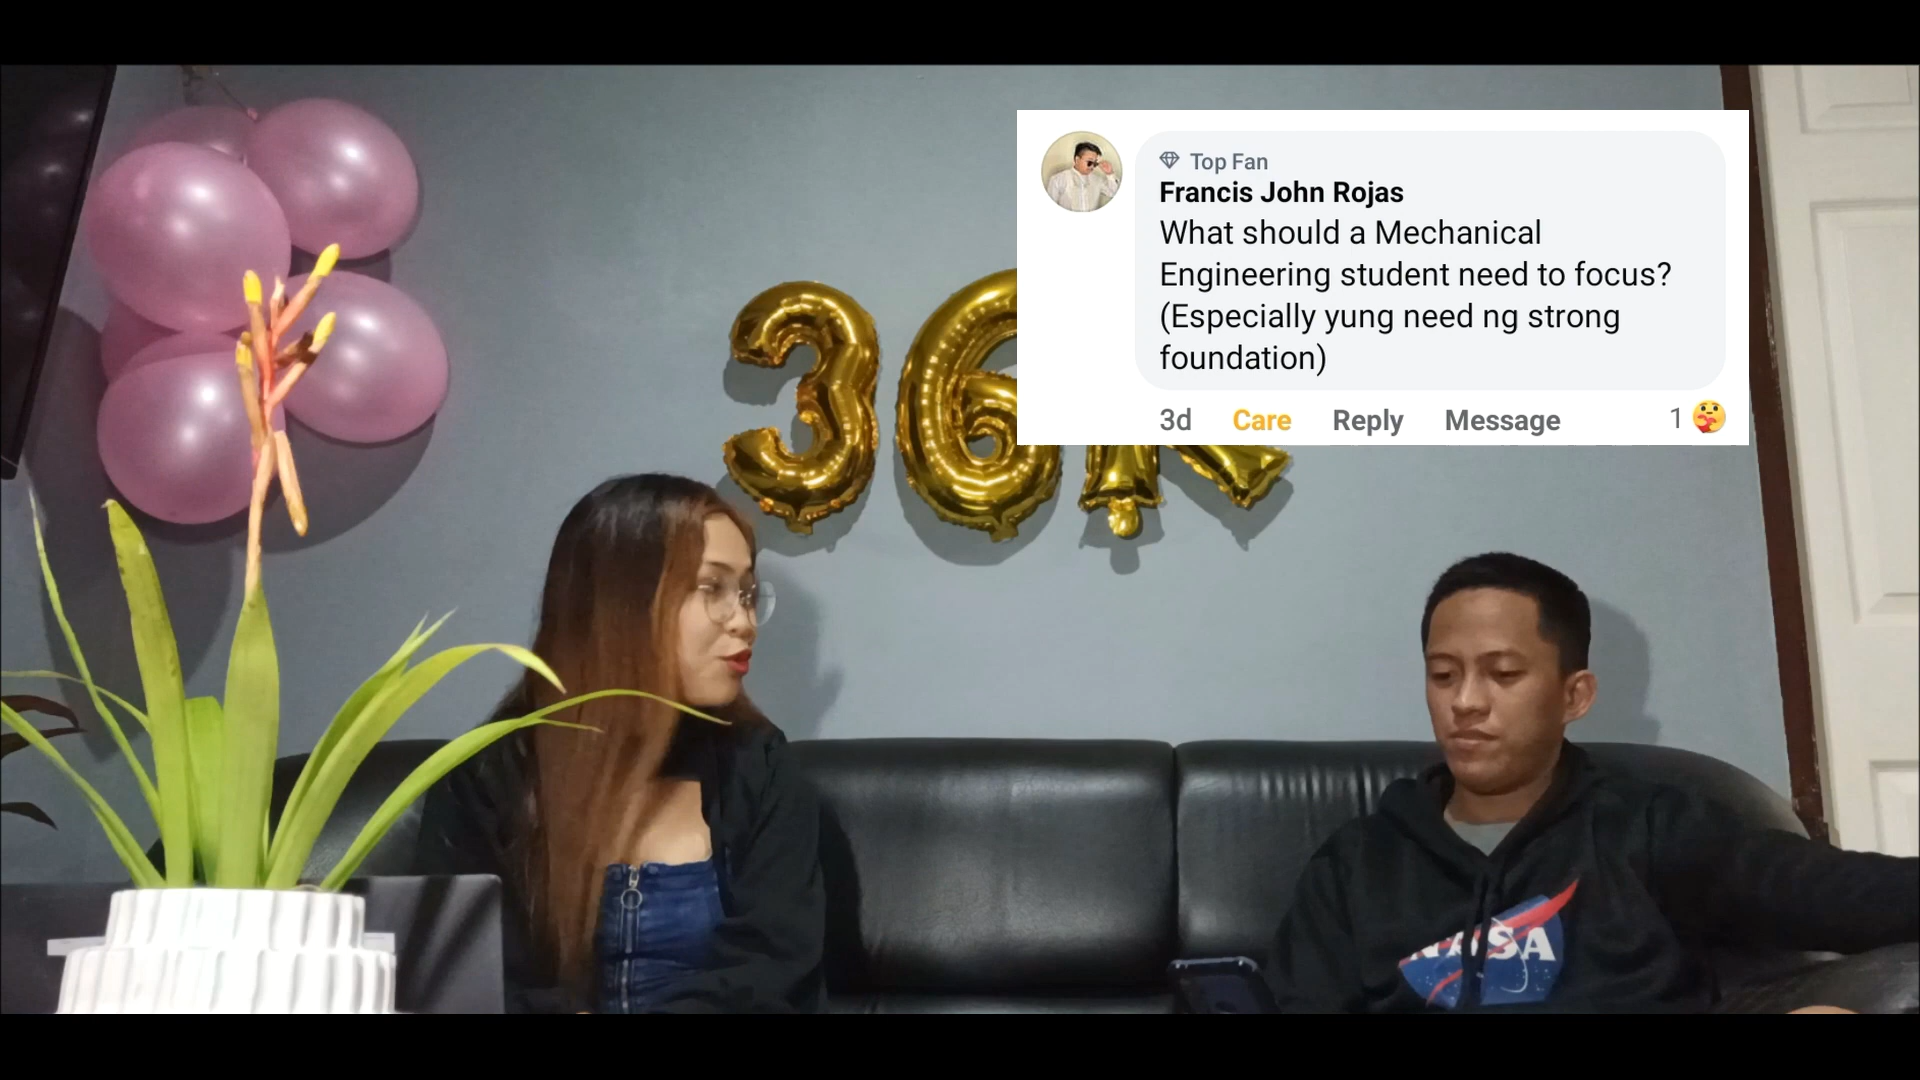 Top Fan
Francis John Rojas
What should a Mechanical
Engineering student need to focus?
(Especially yung need ng strong
foundation)
3d Care Reply Message 1
36K
NASA